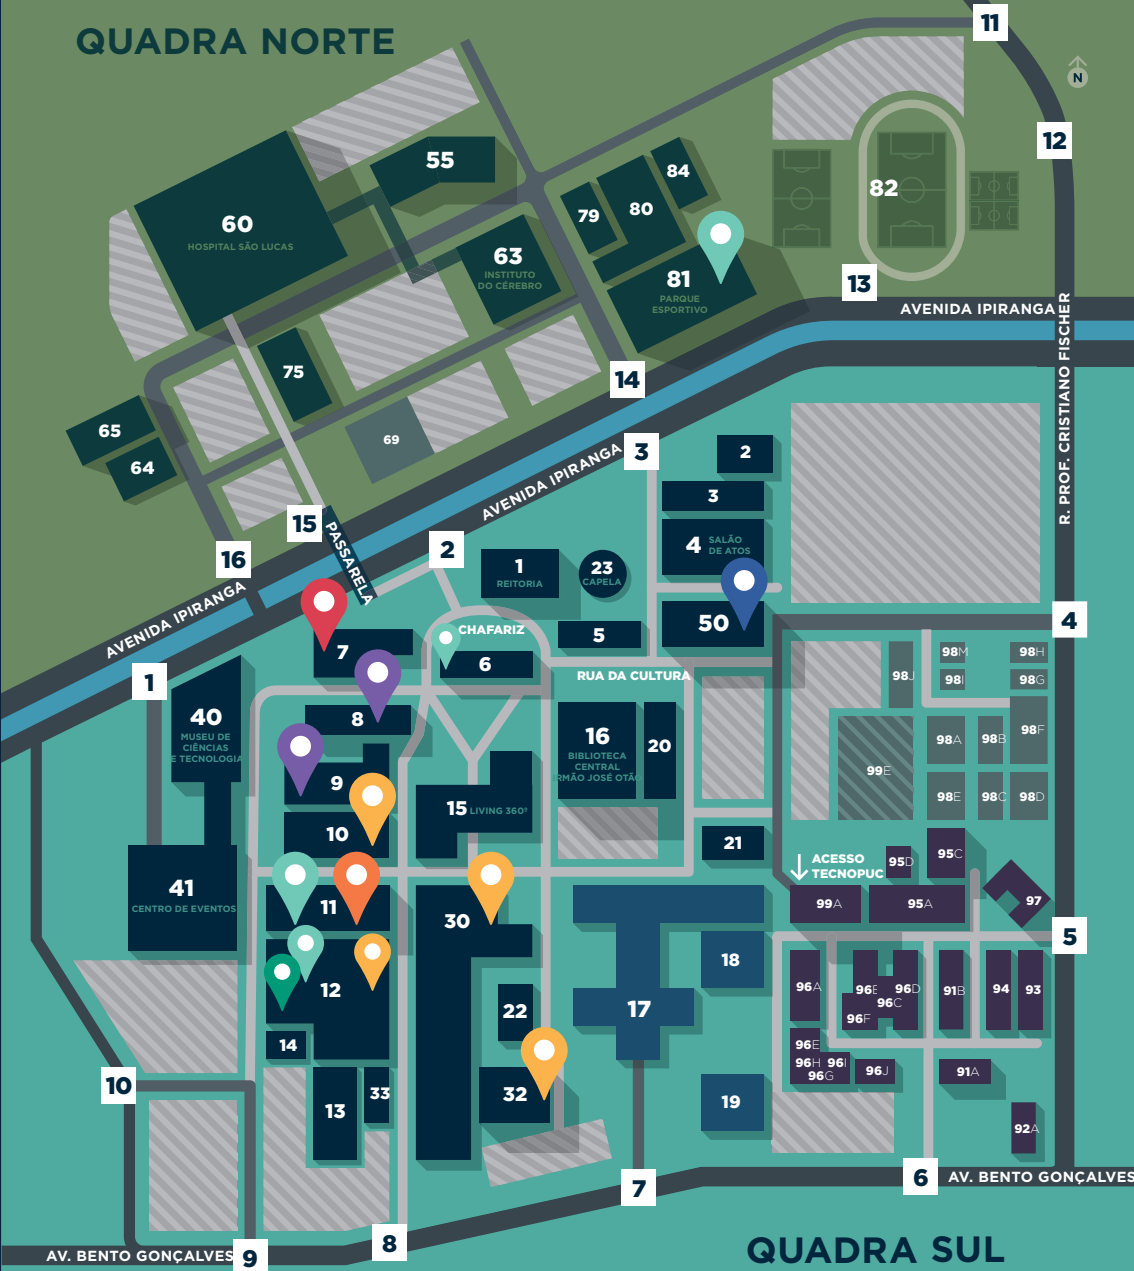 QUADRA NORTE
11
N
12
55
84
60
HOSPITAL SÃO LUCAS
79
80
82
63
INSTITUTO
DO CÉREBRO
81
PARQUE
ESPORTIVO
13
AVENIDA IPIRANGA
R. PROF. CRISTIANO FISCHER
75
14
65
64
69
3
2
AVENIDA IPIRANGA
3
15
PASSARELA
16
2
4
SALÃO
DE ATOS
1
REITORIA
23
CAPELA
AVENIDA IPIRANGA
50
4
CHAFARIZ
5
7
6
RUA DA CULTURA
1
98J
98M
98H
98I
98G
40
MUSEU DE
CIÊNCIAS
E TECNOLOGIA
8
16
BIBLIOTECA
CENTRAL
RMÃO JOSÉ OTÃO
20
98A
98B
98F
99E
9
98E
98C
98D
15
LIVING 360º
10
21
95D
95C
ACESSO
TECNOPUC
41
CENTRO DE EVENTOS
11
99A
95A
97
30
5
18
12
96A
96D
96C
96F
91B
94
93
17
22
14
96E
96H
96I
96G
96J
91A
10
13
33
32
19
92A
7
6
AV. BENTO GONÇALVES
8
AV. BENTO GONÇALVES
9
QUADRA SUL